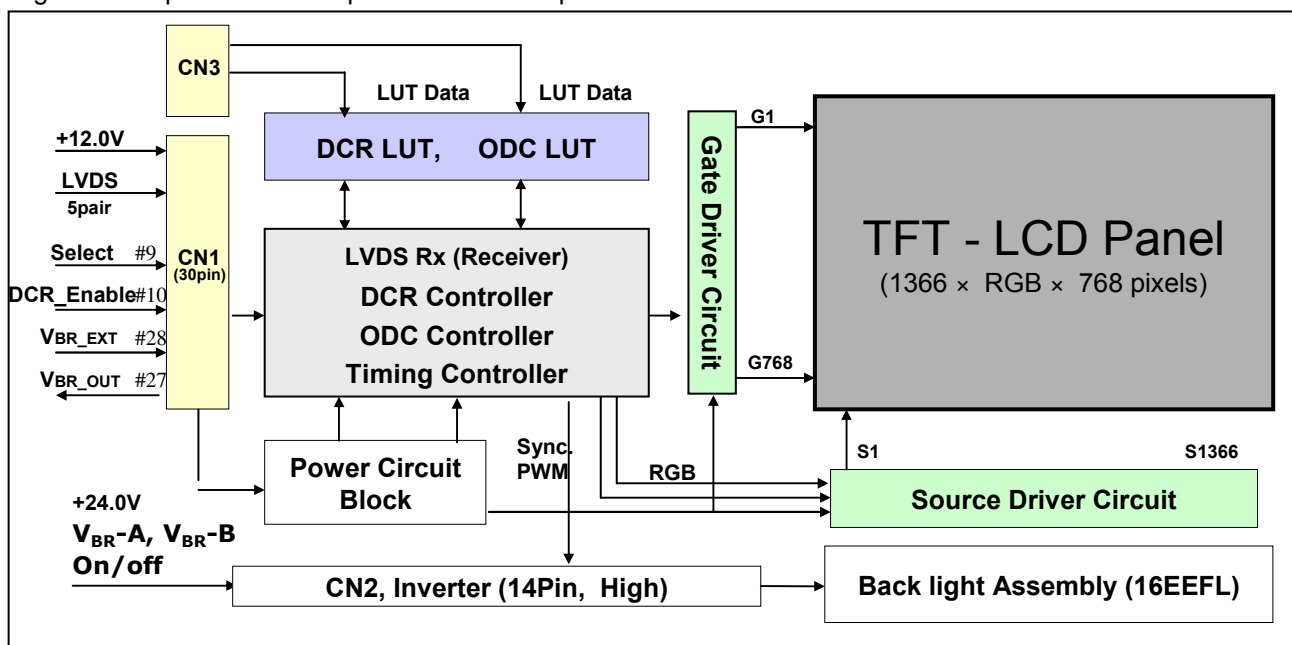 CN3
LUT Data
LUT Data
DCR LUT, ODC LUT
+12.0V
LVDS
5pair
Select #9
DCR_Enable#10
VBR_EXT #28
VBR_OUT #27
CN1
(30pin)
LVDS Rx (Receiver)
DCR Controller
ODC Controller
Timing Controller
Gate Driver Circuit
G1
G768
TFT - LCD Panel
(1366 × RGB × 768 pixels)
Power Circuit
Block
Sync.
PWM
RGB
S1
S1366
Source Driver Circuit
+24.0V
VBR-A, VBR-B
On/off
CN2, Inverter (14Pin, High)
Back light Assembly (16EEFL)